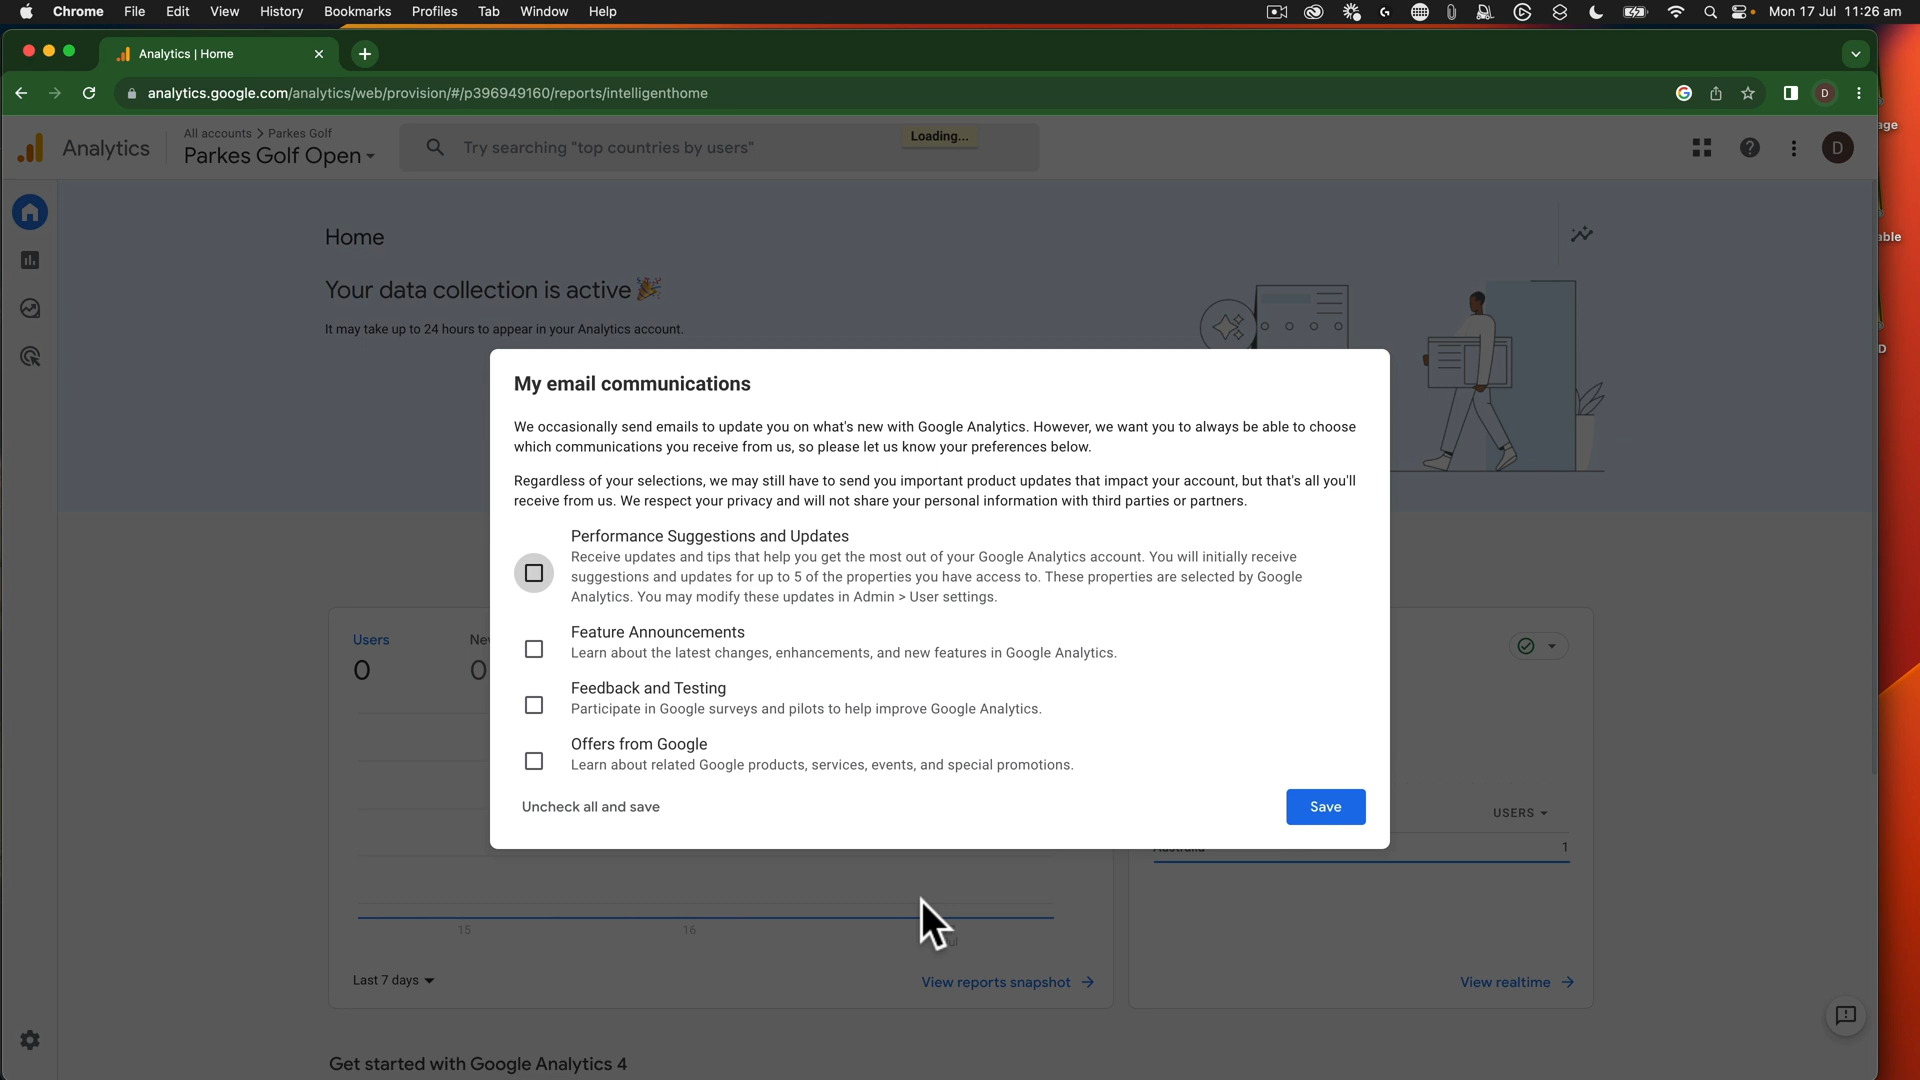 Chrome File Edit View History Bookmarks Profiles Tab Window Help Mon 17 Jul 11:26 am
Analytics | Home
analytics.google.com/analytics/web/provision/#/p396949160/reports/intelligenthome
D
All accounts > Parkes Golf
Analytics
Parkes Golf Open
Try searching "top countries by users"
Loading...
D
age
able
D
Home
Your data collection is active
It may take up to 24 hours to appear in your Analytics account.
My email communications
We occasionally send emails to update you on what's new with Google Analytics. However, we want you to always be able to choose
which communications you receive from us, so please let us know your preferences below.
Regardless of your selections, we may still have to send you important product updates that impact your account, but that's all you'll
receive from us. We respect your privacy and will not share your personal information with third parties or partners.
Performance Suggestions and Updates
Receive updates and tips that help you get the most out of your Google Analytics account. You will initially receive
suggestions and updates for up to 5 of the properties you have access to. These properties are selected by Google
Analytics. You may modify these updates in Admin > User settings.
Feature Announcements
Learn about the latest changes, enhancements, and new features in Google Analytics.
Feedback and Testing
Participate in Google surveys and pilots to help improve Google Analytics.
Offers from Google
Learn about related Google products, services, events, and special promotions.
Uncheck all and save
Save
Users
0
Ne
0
USERS
Australia 1
15
16
ul
Last 7 days
View reports snapshot
View realtime
Get started with Google Analytics 4